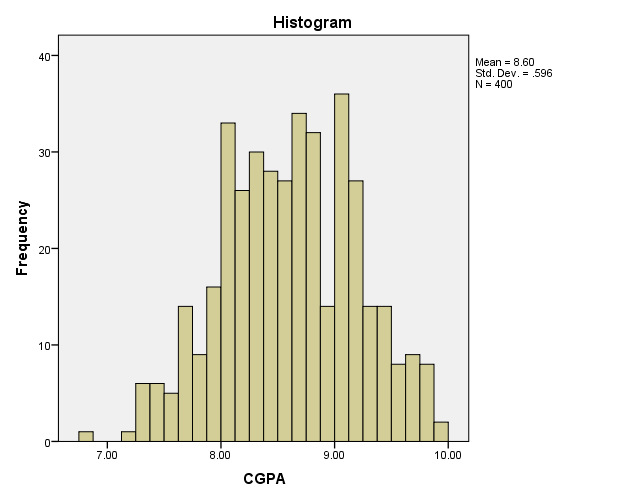 Histogram
Mean = 8.60
Std. Dev. = .596
N = 400
40
30
20
10
0
Frequency
7.00 8.00 9.00 10.00
CGPA